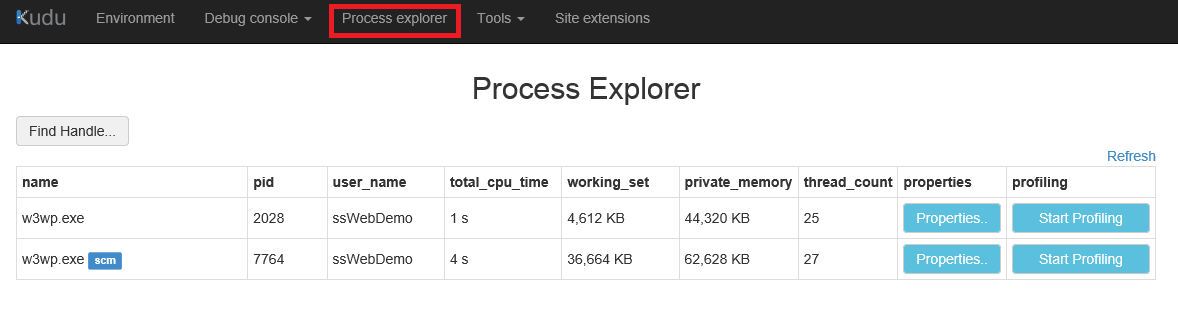 Kudu Environment Debug console Process explorer Tools Site extensions
Process Explorer
Find Handle...
Refresh
name pid user_name total_cpu_time working_set private_memory thread_count properties profiling
w3wp.exe 2028 ssWebDemo 1 s 4,612 KB 44,320 KB 25 Properties.. Start Profiling
w3wp.exe scm 7764 ssWebDemo 4 s 36,664 KB 62,628 KB 27 Properties.. Start Profiling